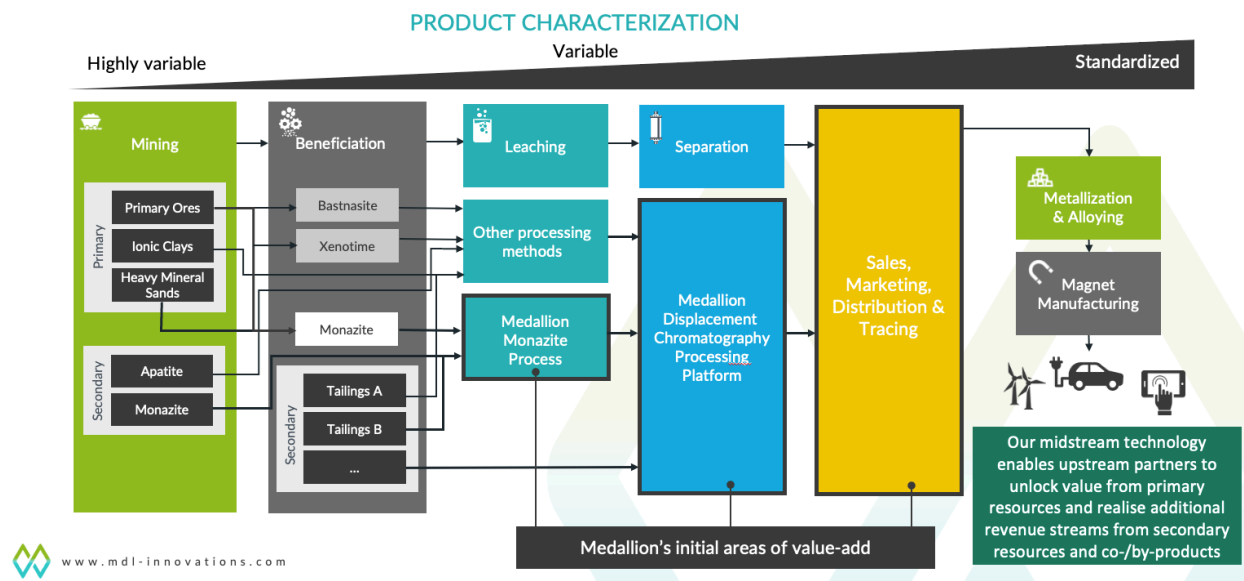 PRODUCT CHARACTERIZATION
Highly variable
Variable
Standardized
Mining
Beneficiation
Leaching
Separation
Primary
Primary Ores
Ionic Clays
Heavy Mineral
Sands
Secondary
Apatite
Monazite
Bastnasite
Xenotime
Monazite
Secondary
Tailings A
Tailings B
...
Other processing
methods
Medallion
Monazite
Process
Medallion
Displacement
Chromatography
Processing
Platform
Sales,
Marketing,
Distribution &
Tracing
Metallization
& Alloying
Magnet
Manufacturing
Our midstream technology
enables upstream partners to
unlock value from primary
resources and realise additional
revenue streams from secondary
resources and co-/by-products
Medallion's initial areas of value-add
www.mdl-innovations.com